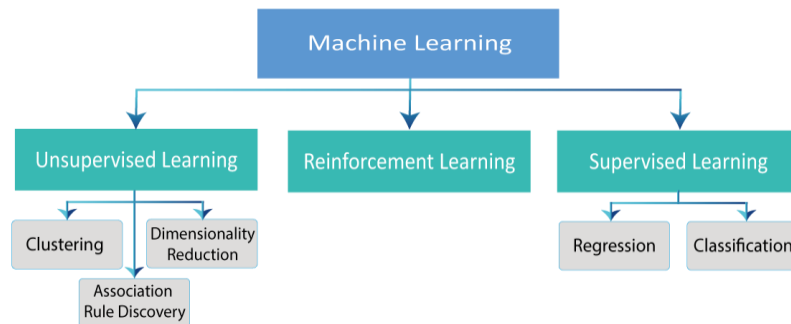 Machine Learning
Unsupervised Learning
Reinforcement Learning
Supervised Learning
Clustering
Dimensionality
Reduction
Association
Rule Discovery
Regression
Classification